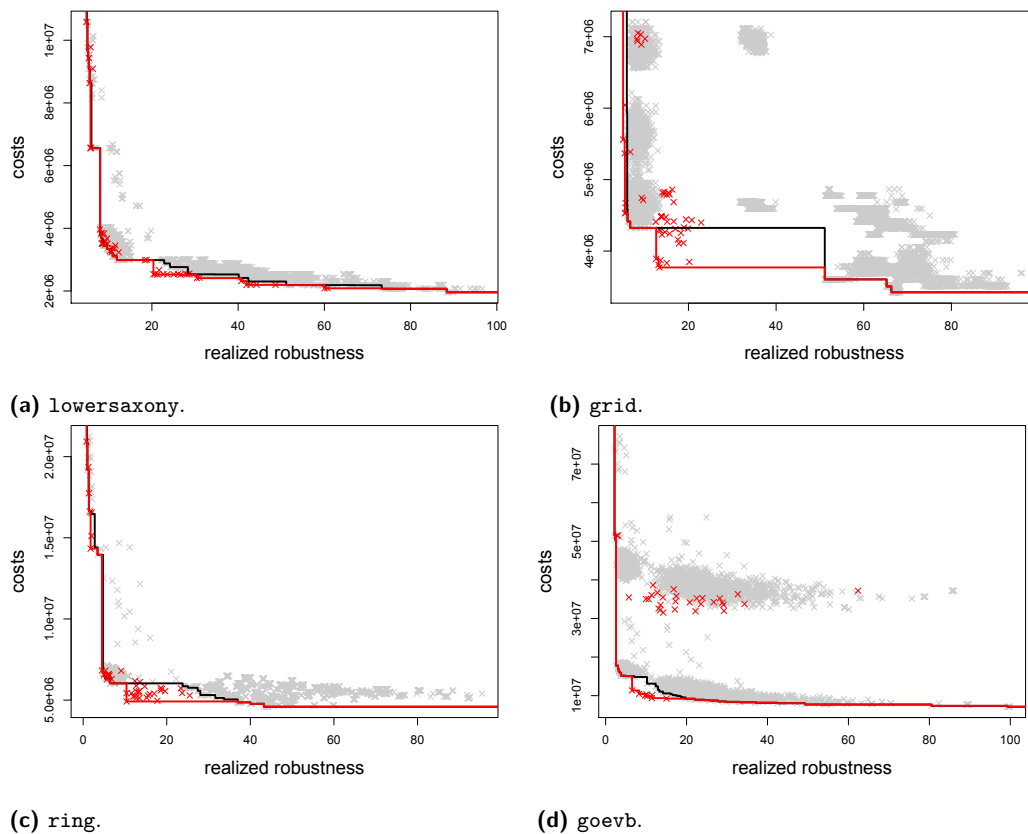 costs
2e+06
4e+06
6e+06
8e+06
1e+07
20
40
60
80
100
realized robustness
(a) lowersaxony.
costs
4e+06
5e+06
6e+06
7e+06
20
40
60
80
realized robustness
(b) grid.
costs
5.0e+06
1.0e+07
1.5e+07
2.0e+07
0
20
40
60
80
realized robustness
(c) ring.
costs
1e+07
3e+07
5e+07
7e+07
0
20
40
60
80
100
realized robustness
(d) goevb.